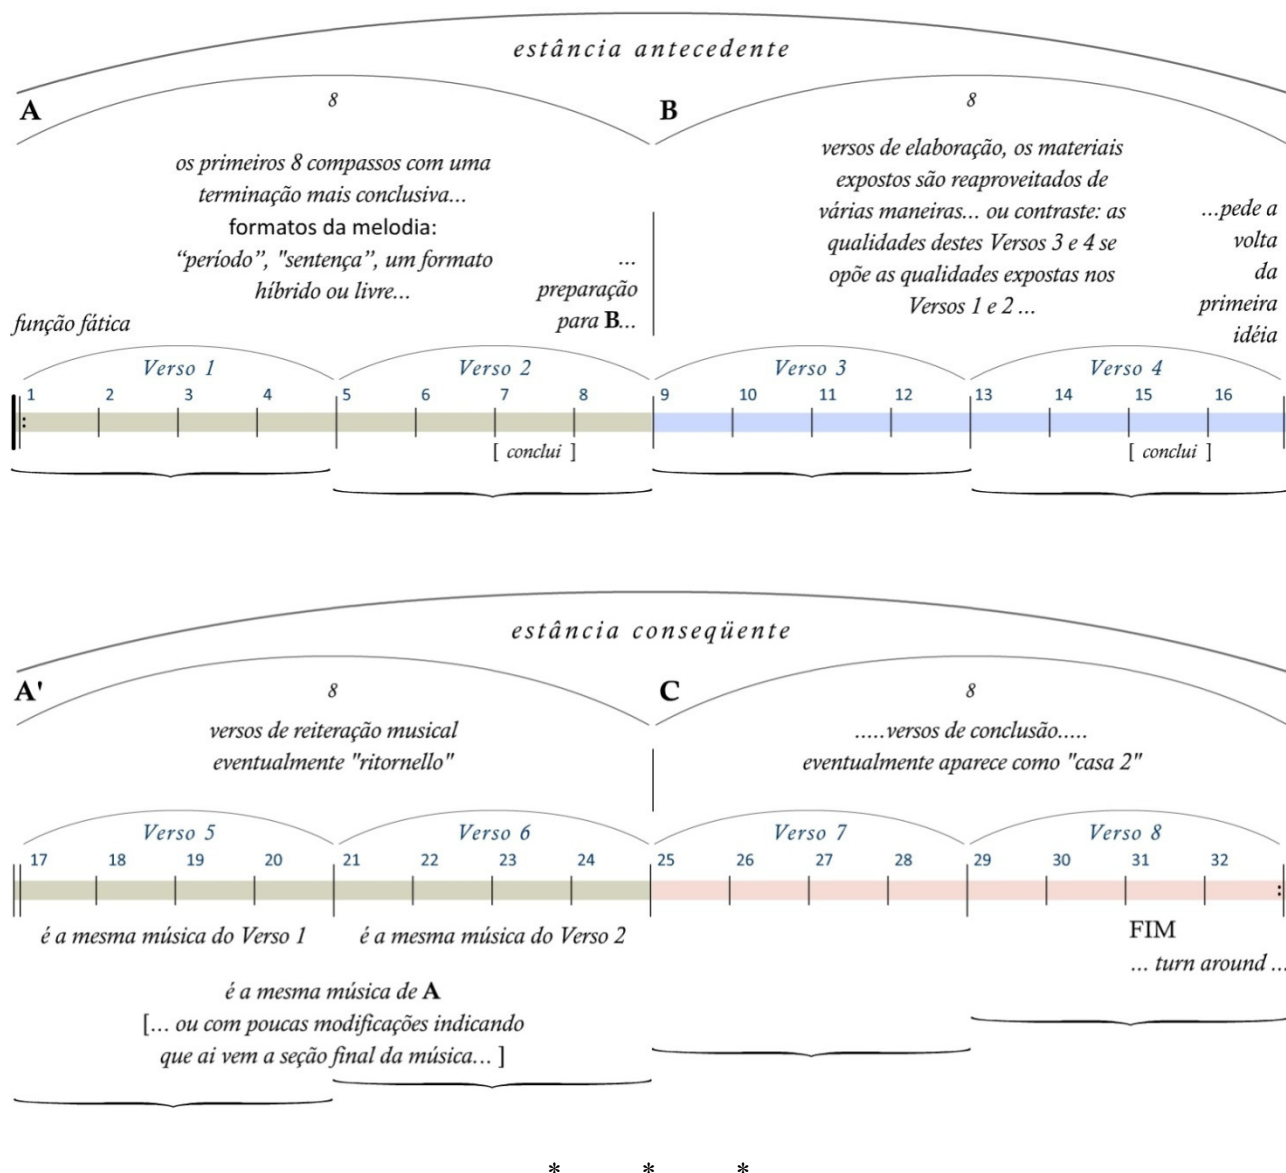 estância antecedente
A
8
os primeiros 8 compassos com uma
terminação mais conclusiva...
formatos da melodia:
“período”, "sentença", um formato
híbrido ou livre...
função fática
...
preparação
para B...
B
8
versos de elaboração, os materiais
expostos são reaproveitados de
várias maneiras... ou contraste: as
qualidades destes Versos 3 e 4 se
opõe as qualidades expostas nos
Versos 1 e 2 ...
...pede a
volta
da
primeira
idéia
Verso 1
Verso 2
Verso 3
Verso 4
1 2 3 4 5 6 7 8 9 10 11 12 13 14 15 16
[ conclui ]
[ conclui ]
estância conseqüente
A'
8
versos de reiteração musical
eventualmente "ritornello"
C
8
.....versos de conclusão.....
eventualmente aparece como "casa 2"
Verso 5
Verso 6
Verso 7
Verso 8
17 18 19 20 21 22 23 24 25 26 27 28 29 30 31 32
é a mesma música do Verso 1
é a mesma música do Verso 2
FIM
... turn around ...
é a mesma música de A
[... ou com poucas modificações indicando
que ai vem a seção final da música... ]
* * *